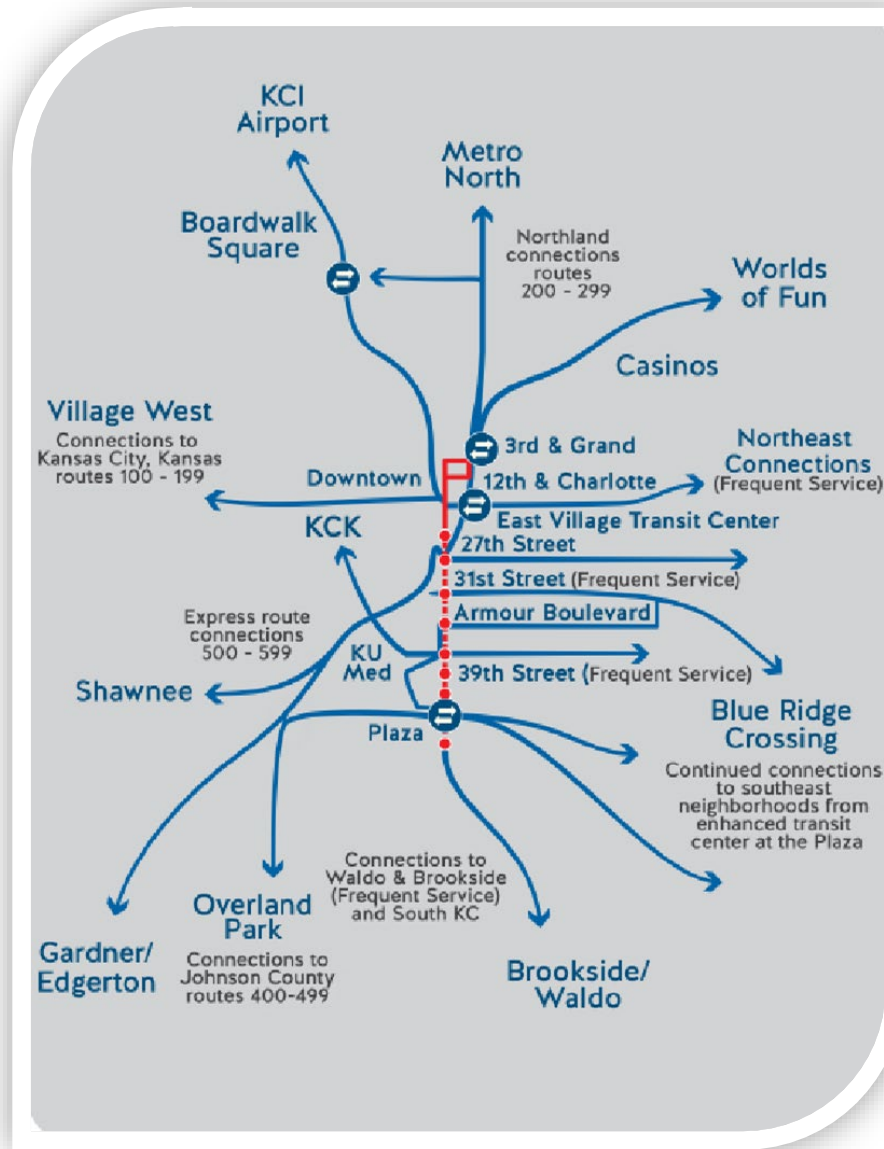 KCI
Airport
Metro
North
Boardwalk
Square
Northland
connections
routes
200 - 299
Worlds
of Fun
Casinos
Village West
Connections to
Kansas City, Kansas
routes 100 - 199
3rd & Grand
Northeast
Connections
(Frequent Service)
Downtown
12th & Charlotte
East Village Transit Center
KCK
27th Street
31st Street (Frequent Service)
Express route
connections
500 - 599
Armour Boulevard
KU
Med
39th Street (Frequent Service)
Shawnee
Plaza
Blue Ridge
Crossing
Continued connections
to southeast
neighborhoods from
enhanced transit
center at the Plaza
Connections to
Waldo & Brookside
(Frequent Service)
and South KC
Overland
Park
Connections to
Johnson County
routes 400-499
Gardner/
Edgerton
Brookside/
Waldo